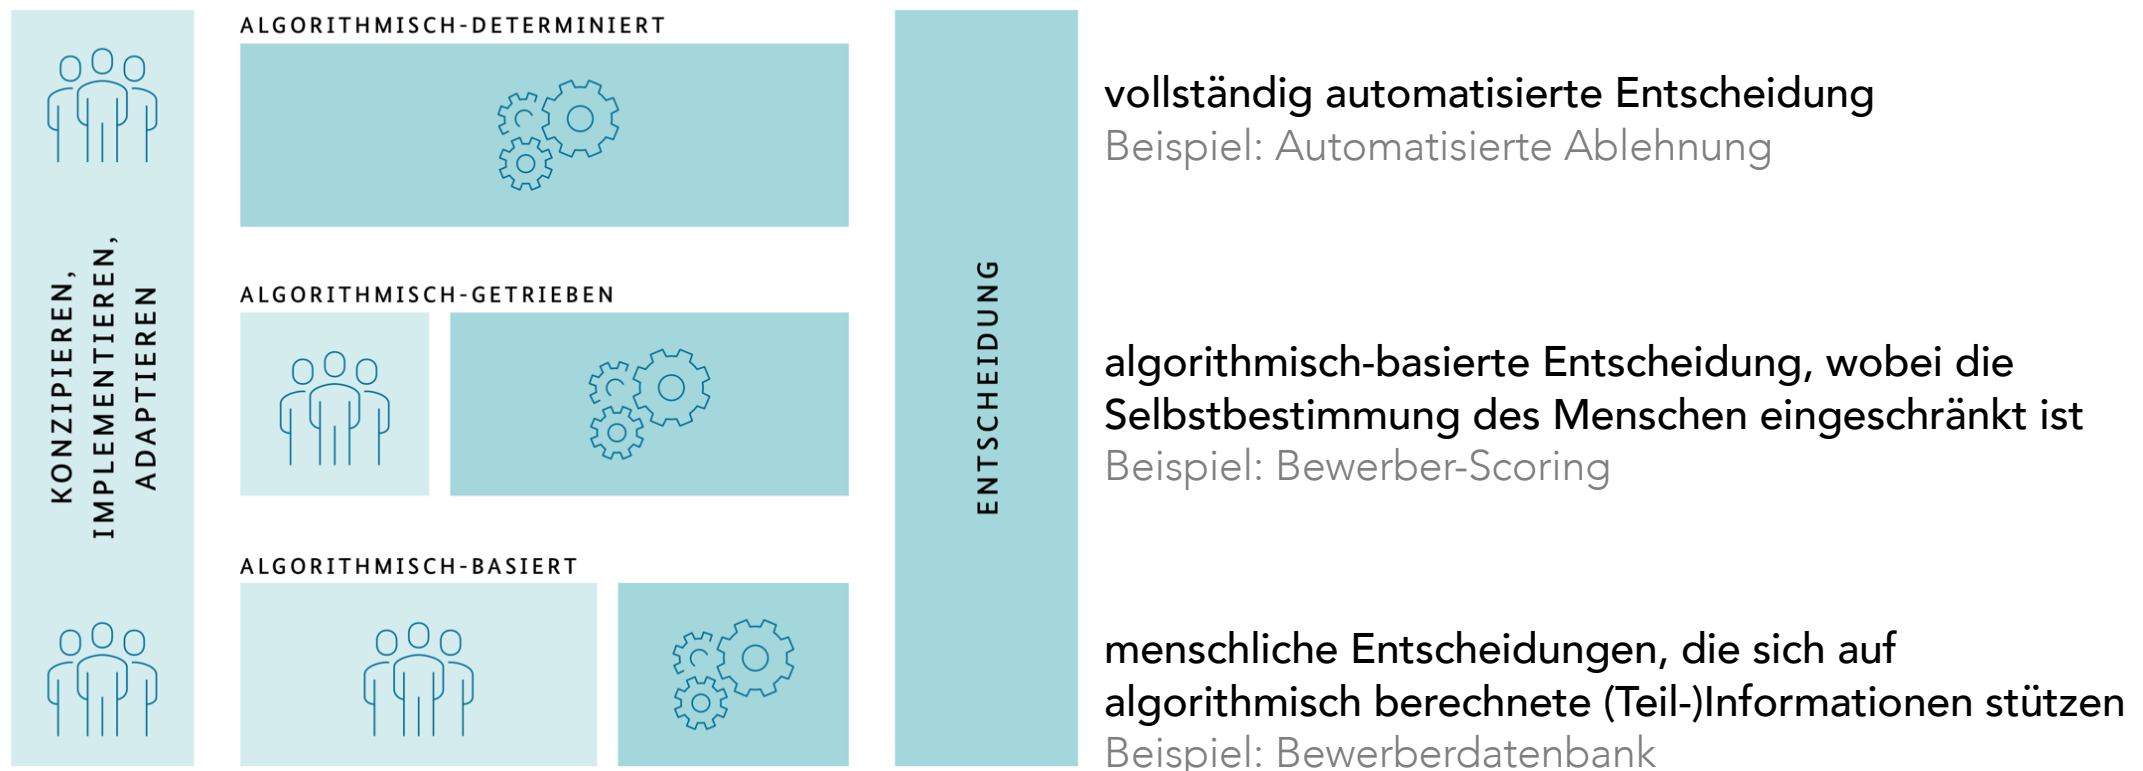 KONZIPIEREN,
IMPLEMENTIEREN,
ADAPTIEREN
ALGORITHMISCH-DETERMINIERT
ALGORITHMISCH-GETRIEBEN
ALGORITHMISCH-BASIERT
ENTSCHEIDUNG
vollständig automatisierte Entscheidung
Beispiel: Automatisierte Ablehnung
algorithmisch-basierte Entscheidung, wobei die
Selbstbestimmung des Menschen eingeschränkt ist
Beispiel: Bewerber-Scoring
menschliche Entscheidungen, die sich auf
algorithmisch berechnete (Teil-)Informationen stützen
Beispiel: Bewerberdatenbank